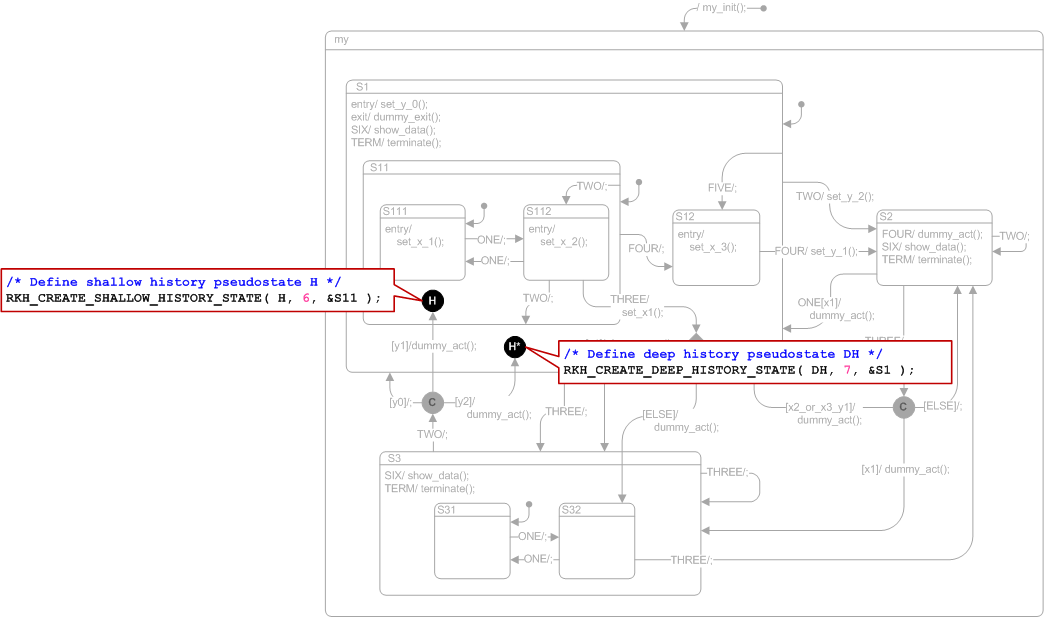 / my_init();
my
S1
entry/ set_y_0();
exit/ dummy_exit();
SIX/ show_data();
TERM/ terminate();
S11
TWO/;
FIVE/;
TWO/ set_y_2();
S111
entry/
set_x_1();
ONE/;
ONE/;
S112
entry/
set_x_2();
FOUR/;
S12
entry/
set_x_3();
FOUR/ set_y_1();
S2
FOUR/ dummy_act();
SIX/ show_data();
TERM/ terminate();
TWO/;
/* Define shallow history pseudostate H */
RKH_CREATE_SHALLOW_HISTORY_STATE( H, 6, &S11 );
H
TWO/;
THREE/
set_x1();
ONE[x1]/
dummy_act();
THREE/;
[y1]/dummy_act();
H*
/* Define deep history pseudostate DH */
RKH_CREATE_DEEP_HISTORY_STATE( DH, 7, &S1 );
[y0]/;
C
[y2]/
dummy_act();
THREE/;
[ELSE]/
dummy_act();
[x2_or_x3_y1]/
dummy_act();
C
[ELSE]/;
TWO/;
S3
SIX/ show_data();
TERM/ terminate();
THREE/;
[x1]/ dummy_act();
S31
ONE/;
ONE/;
S32
THREE/;